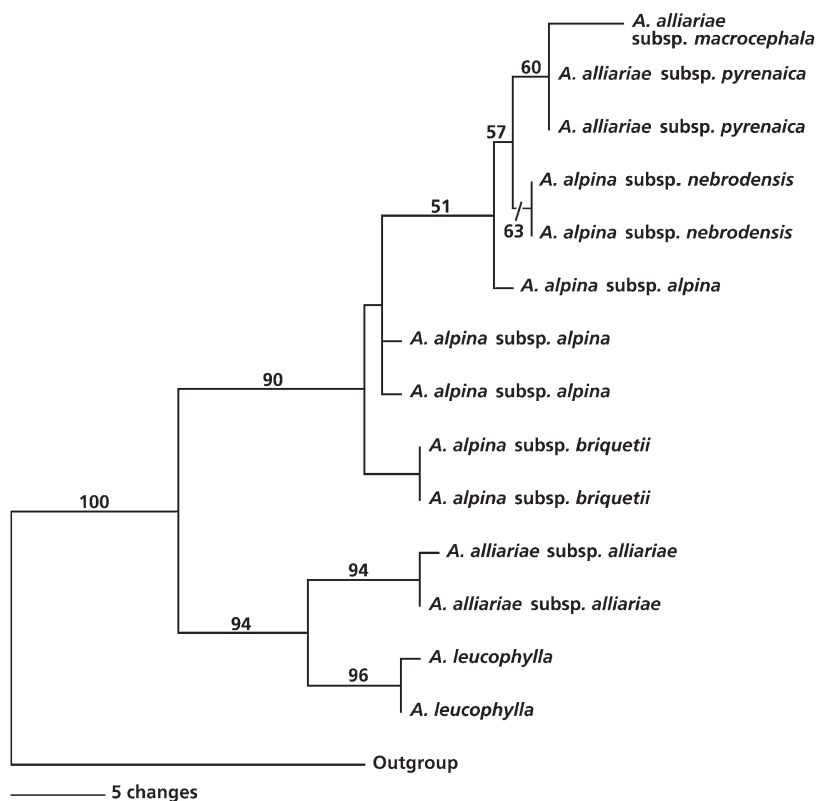 A. alliariae
subsp. macrocephala
60
A. alliariae subsp. pyrenaica
A. alliariae subsp. pyrenaica
57
A. alpina subsp. nebrodensis
51
63
A. alpina subsp. nebrodensis
A. alpina subsp. alpina
A. alpina subsp. alpina
90
A. alpina subsp. alpina
A. alpina subsp. briquetii
A. alpina subsp. briquetii
100
A. alliariae subsp. alliariae
94
A. alliariae subsp. alliariae
94
A. leucophylla
96
A. leucophylla
Outgroup
5 changes